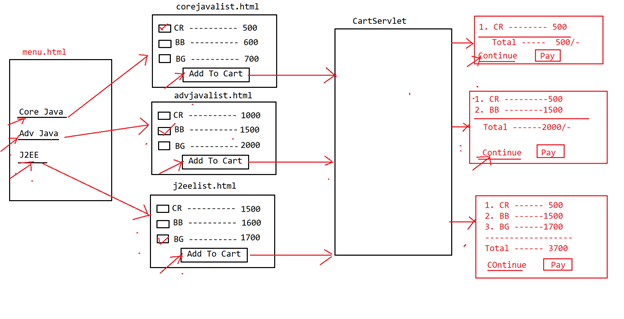 menu.html
Core Java
Adv Java
J2EE
corejavalist.html
CR ---------- 500
BB ---------- 600
BG ---------- 700
Add To Cart
advjavalist.html
CR ---------- 1000
BB ---------- 1500
BG ---------- 2000
Add To Cart
j2eelist.html
CR ---------- 1500
BB ---------- 1600
BG ---------- 1700
Add To Cart
CartServlet
1. CR -------- 500
Total ----- 500/-
Continue Pay
1. CR --------500
2. BB --------1500
Total ------2000/-
Continue Pay
1. CR ------ 500
2. BB ------1500
3. BG ------1700
------------------
Total ------ 3700
COntinue Pay